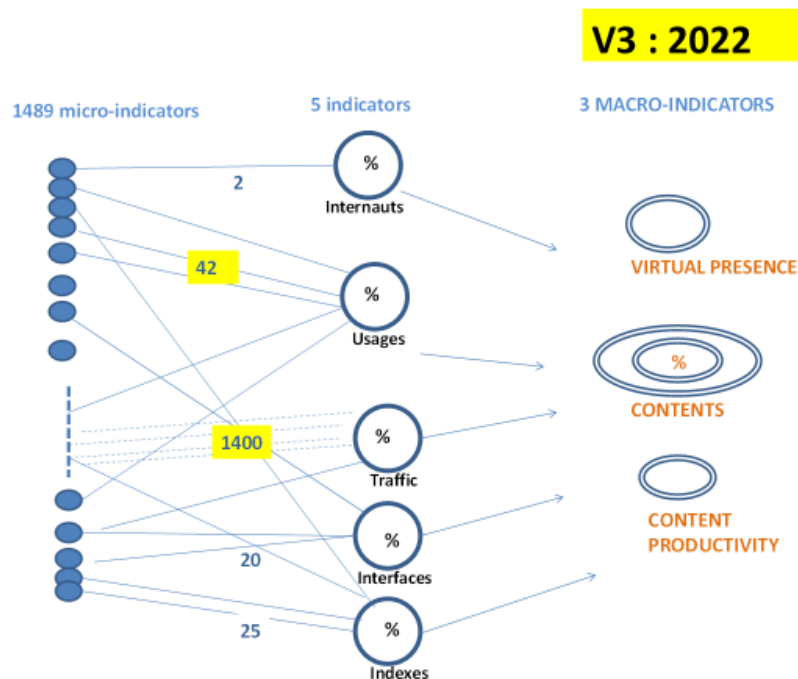 V3 : 2022
1489 micro-indicators
5 indicators
3 MACRO-INDICATORS
%
2
Internauts
VIRTUAL PRESENCE
42
%
Usages
%
CONTENTS
1400
%
Traffic
CONTENT
PRODUCTIVITY
20
%
Interfaces
25
%
Indexes